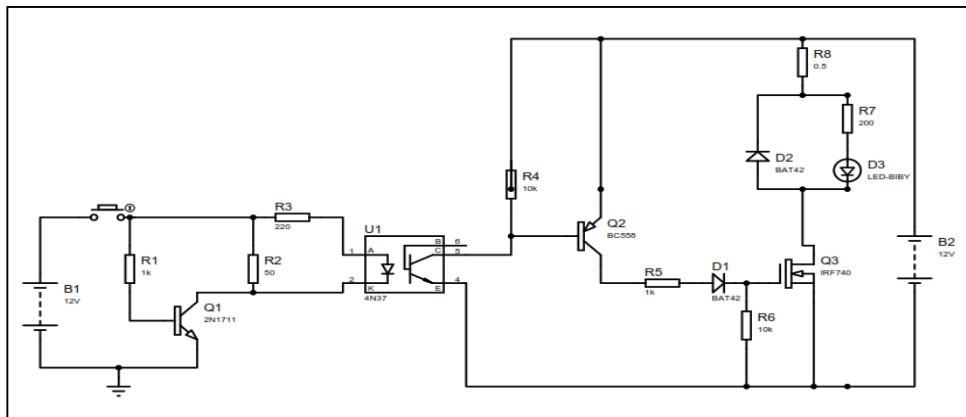 R8
0.5
R7
200
D2
BAT42
D3
LED-BIBY
R4
10k
Q2
BC558
B2
12V
R3
220
U1
A
K
B
C
E
1
2
6
5
4
4N37
R1
1k
R2
50
B1
12V
Q1
2N1711
R5
1k
D1
BAT42
Q3
IRF740
R6
10k